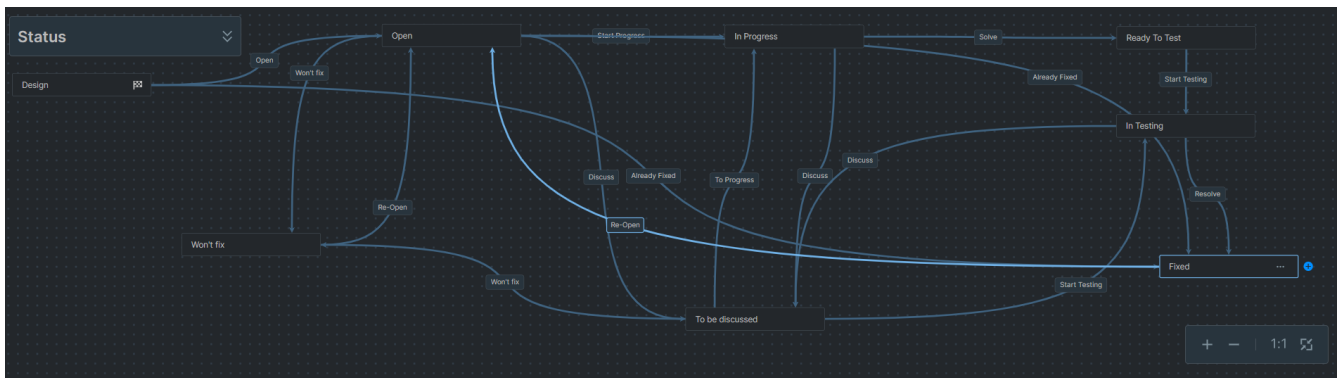 Status
Open
Start Progress
In Progress
Solve
Ready To Test
Open
Won't fix
Design
Already Fixed
Start Testing
In Testing
Discuss
Discuss
Already Fixed
To Progress
Discuss
Resolve
Re-Open
Re-Open
Won't fix
Fixed
Won't fix
Start Testing
To be discussed
1:1